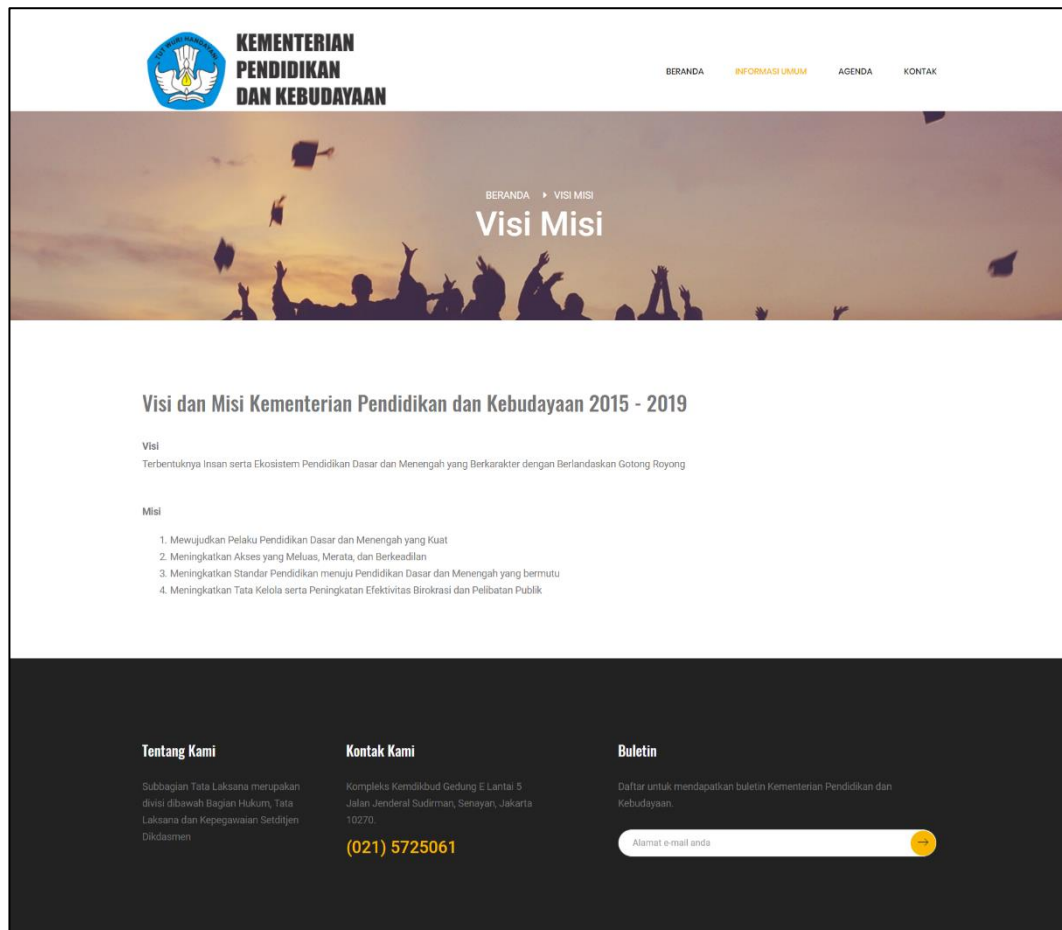 TUT WURI HANDAYANI
KEMENTERIAN
PENDIDIKAN
DAN KEBUDAYAAN
BERANDA INFORMASI UMUM AGENDA KONTAK
BERANDA VISI MISI
Visi Misi
Visi dan Misi Kementerian Pendidikan dan Kebudayaan 2015 - 2019
Visi
Terbentuknya Insan serta Ekosistem Pendidikan Dasar dan Menengah yang Berkarakter dengan Berlandaskan Gotong Royong
Misi
1. Mewujudkan Pelaku Pendidikan Dasar dan Menengah yang Kuat
2. Meningkatkan Akses yang Meluas, Merata, dan Berkeadilan
3. Meningkatkan Standar Pendidikan menuju Pendidikan Dasar dan Menengah yang bermutu
4. Meningkatkan Tata Kelola serta Peningkatan Efektivitas Birokrasi dan Pelibatan Publik
Tentang Kami
Subbagian Tata Laksana merupakan
divisi dibawah Bagian Hukum, Tata
Laksana dan Kepegawaian Setditjen
Dikdasmen
Kontak Kami
Kompleks Kemdikbud Gedung E Lantai 5
Jalan Jenderal Sudirman, Senayan, Jakarta
10270.
(021) 5725061
Buletin
Daftar untuk mendapatkan buletin Kementerian Pendidikan dan
Kebudayaan.
Alamat e-mail anda